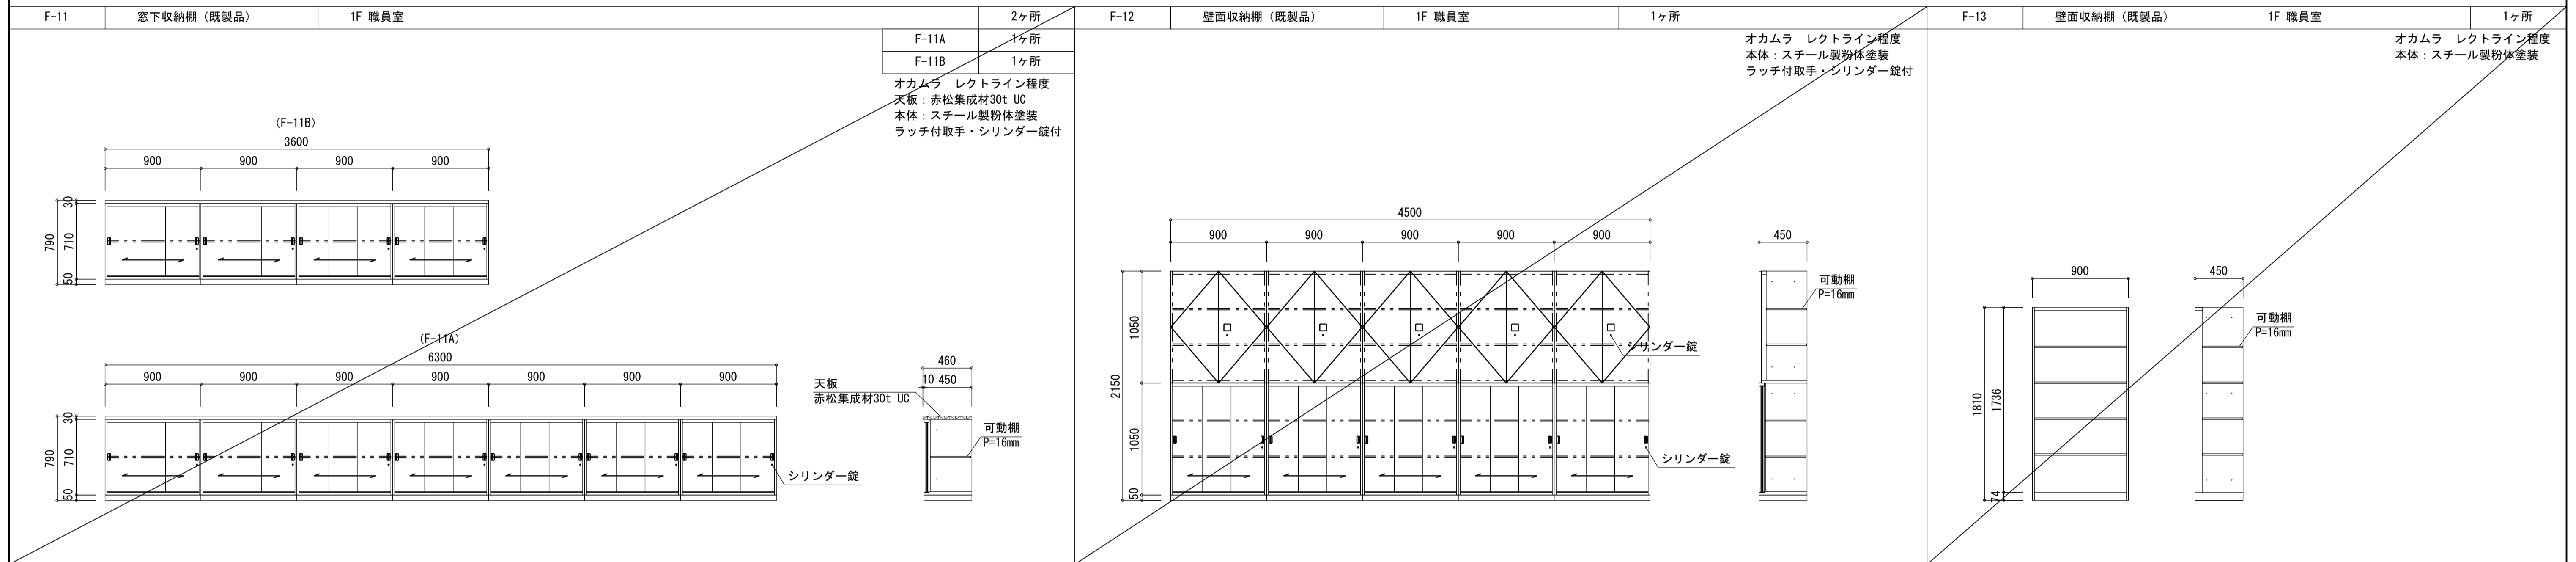 F-11 窓下収納棚（既製品） 1F 職員室 2ヶ所
F-11A 1ヶ所
F-11B 1ヶ所
オカムラ レクトライン程度
天板：赤松集成材30t UC
本体：スチール製粉体塗装
ラッチ付取手・シリンダー錠付
(F-11B)
3600
900 900 900 900
790
30
710
50
(F-11A)
6300
900 900 900 900 900 900 900
790
30
710
50
シリンダー錠
天板
赤松集成材30t UC
460
10 450
可動棚
P=16mm
F-12 壁面収納棚（既製品） 1F 職員室 1ヶ所
オカムラ レクトライン程度
本体：スチール製粉体塗装
ラッチ付取手・シリンダー錠付
4500
900 900 900 900 900
2150
1050
1050
50
シリンダー錠
シリンダー錠
450
可動棚
P=16mm
F-13 壁面収納棚（既製品） 1F 職員室 1ヶ所
オカムラ レクトライン程度
本体：スチール製粉体塗装
900
1810
1736
74
450
可動棚
P=16mm